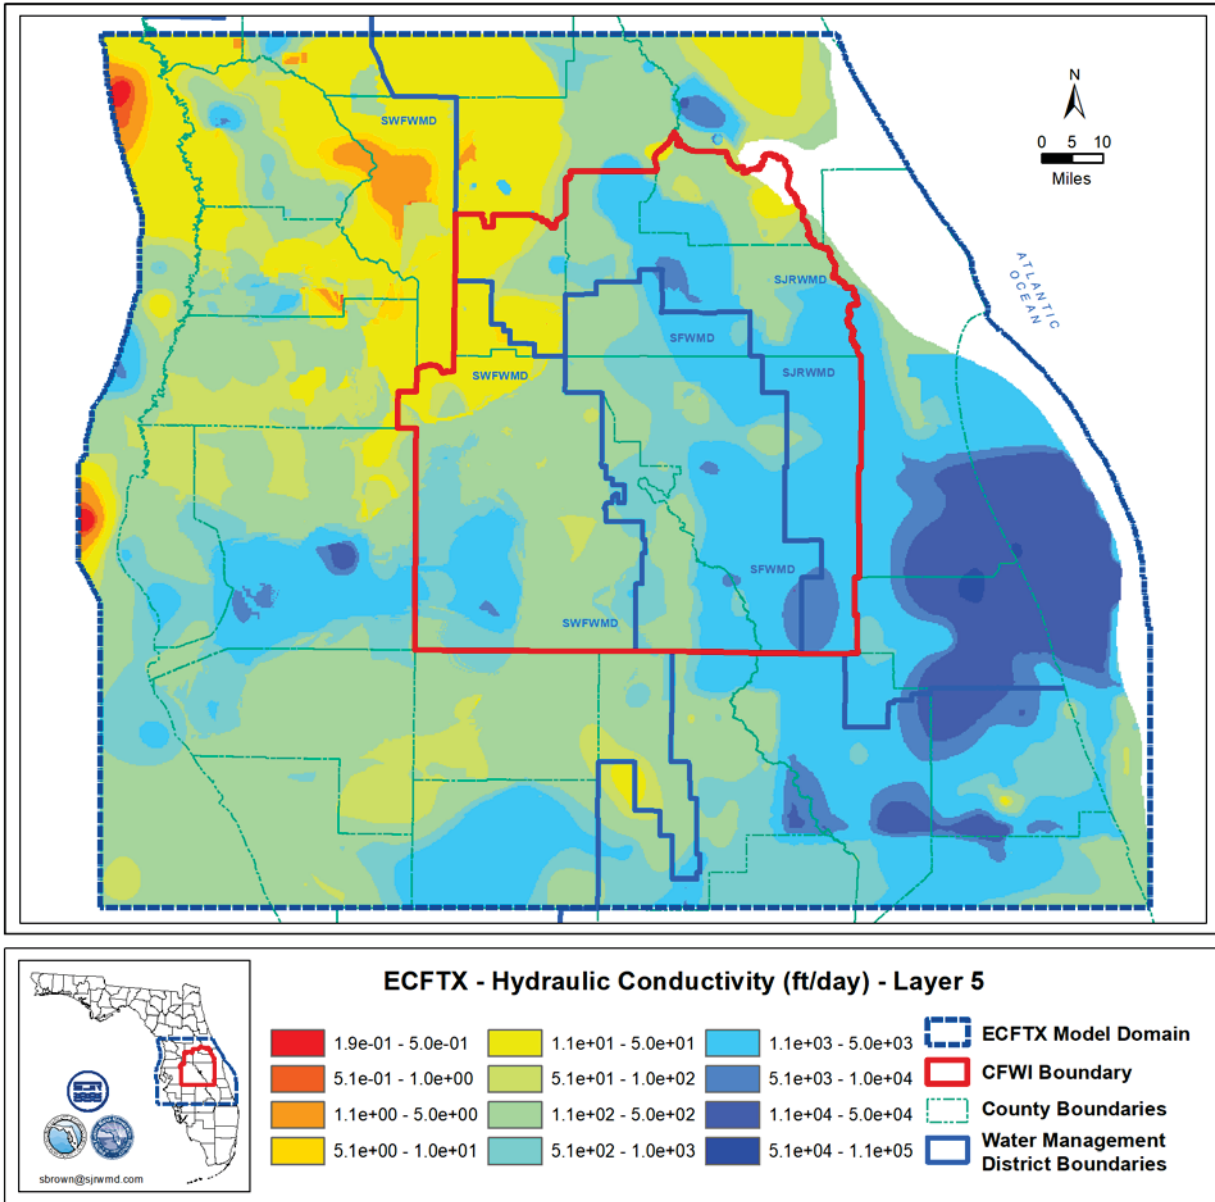 N
0 5 10
Miles
SWFWMD
ATLANTIC
OCEAN
SJRWMD
SFWMD
SWFWMD
SJRWMD
SFWMD
SWFWMD
ECFTX - Hydraulic Conductivity (ft/day) - Layer 5
1.9e-01 - 5.0e-01
5.1e-01 - 1.0e+00
1.1e+00 - 5.0e+00
5.1e+00 - 1.0e+01
1.1e+01 - 5.0e+01
5.1e+01 - 1.0e+02
1.1e+02 - 5.0e+02
5.1e+02 - 1.0e+03
1.1e+03 - 5.0e+03
5.1e+03 - 1.0e+04
1.1e+04 - 5.0e+04
5.1e+04 - 1.1e+05
ECFTX Model Domain
CFWI Boundary
County Boundaries
Water Management
District Boundaries
sbrown@sjrwmd.com